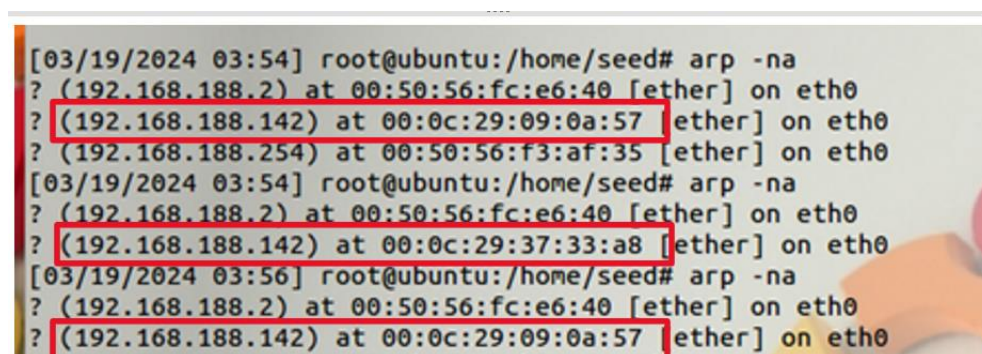 [03/19/2024 03:54] root@ubuntu:/home/seed# arp -na
? (192.168.188.2) at 00:50:56:fc:e6:40 [ether] on eth0
? (192.168.188.142) at 00:0c:29:09:0a:57 [ether] on eth0
? (192.168.188.254) at 00:50:56:f3:af:35 [ether] on eth0
[03/19/2024 03:54] root@ubuntu:/home/seed# arp -na
? (192.168.188.2) at 00:50:56:fc:e6:40 [ether] on eth0
? (192.168.188.142) at 00:0c:29:37:33:a8 [ether] on eth0
[03/19/2024 03:56] root@ubuntu:/home/seed# arp -na
? (192.168.188.2) at 00:50:56:fc:e6:40 [ether] on eth0
? (192.168.188.142) at 00:0c:29:09:0a:57 [ether] on eth0